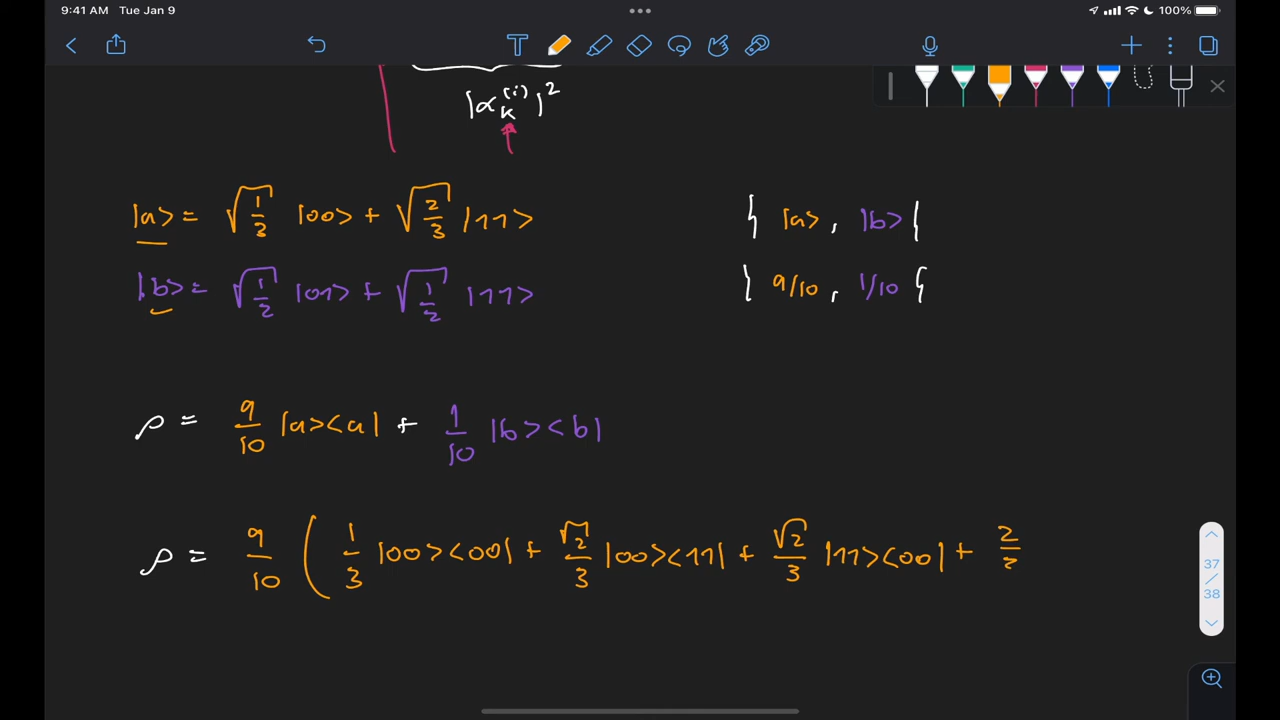 9:41 AM Tue Jan 9
100%
|α_k^(i)|²
|a> = √(1/3) |00> + √(2/3) |11>
{ |a>, |b> }
|b> = √(1/2) |01> + √(1/2) |11>
{ 9/10, 1/10 }
ρ = 9/10 |a><a| + 1/10 |b><b|
ρ = 9/10 ( 1/3 |00><00| + √2/3 |00><11| + √2/3 |11><00| + 2/
37
/
38